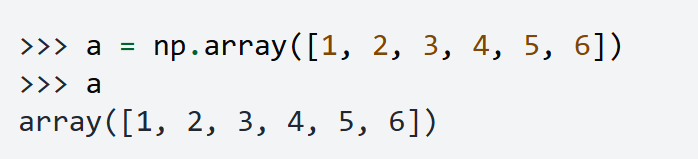 >>> a = np.array([1, 2, 3, 4, 5, 6])
>>> a
array([1, 2, 3, 4, 5, 6])